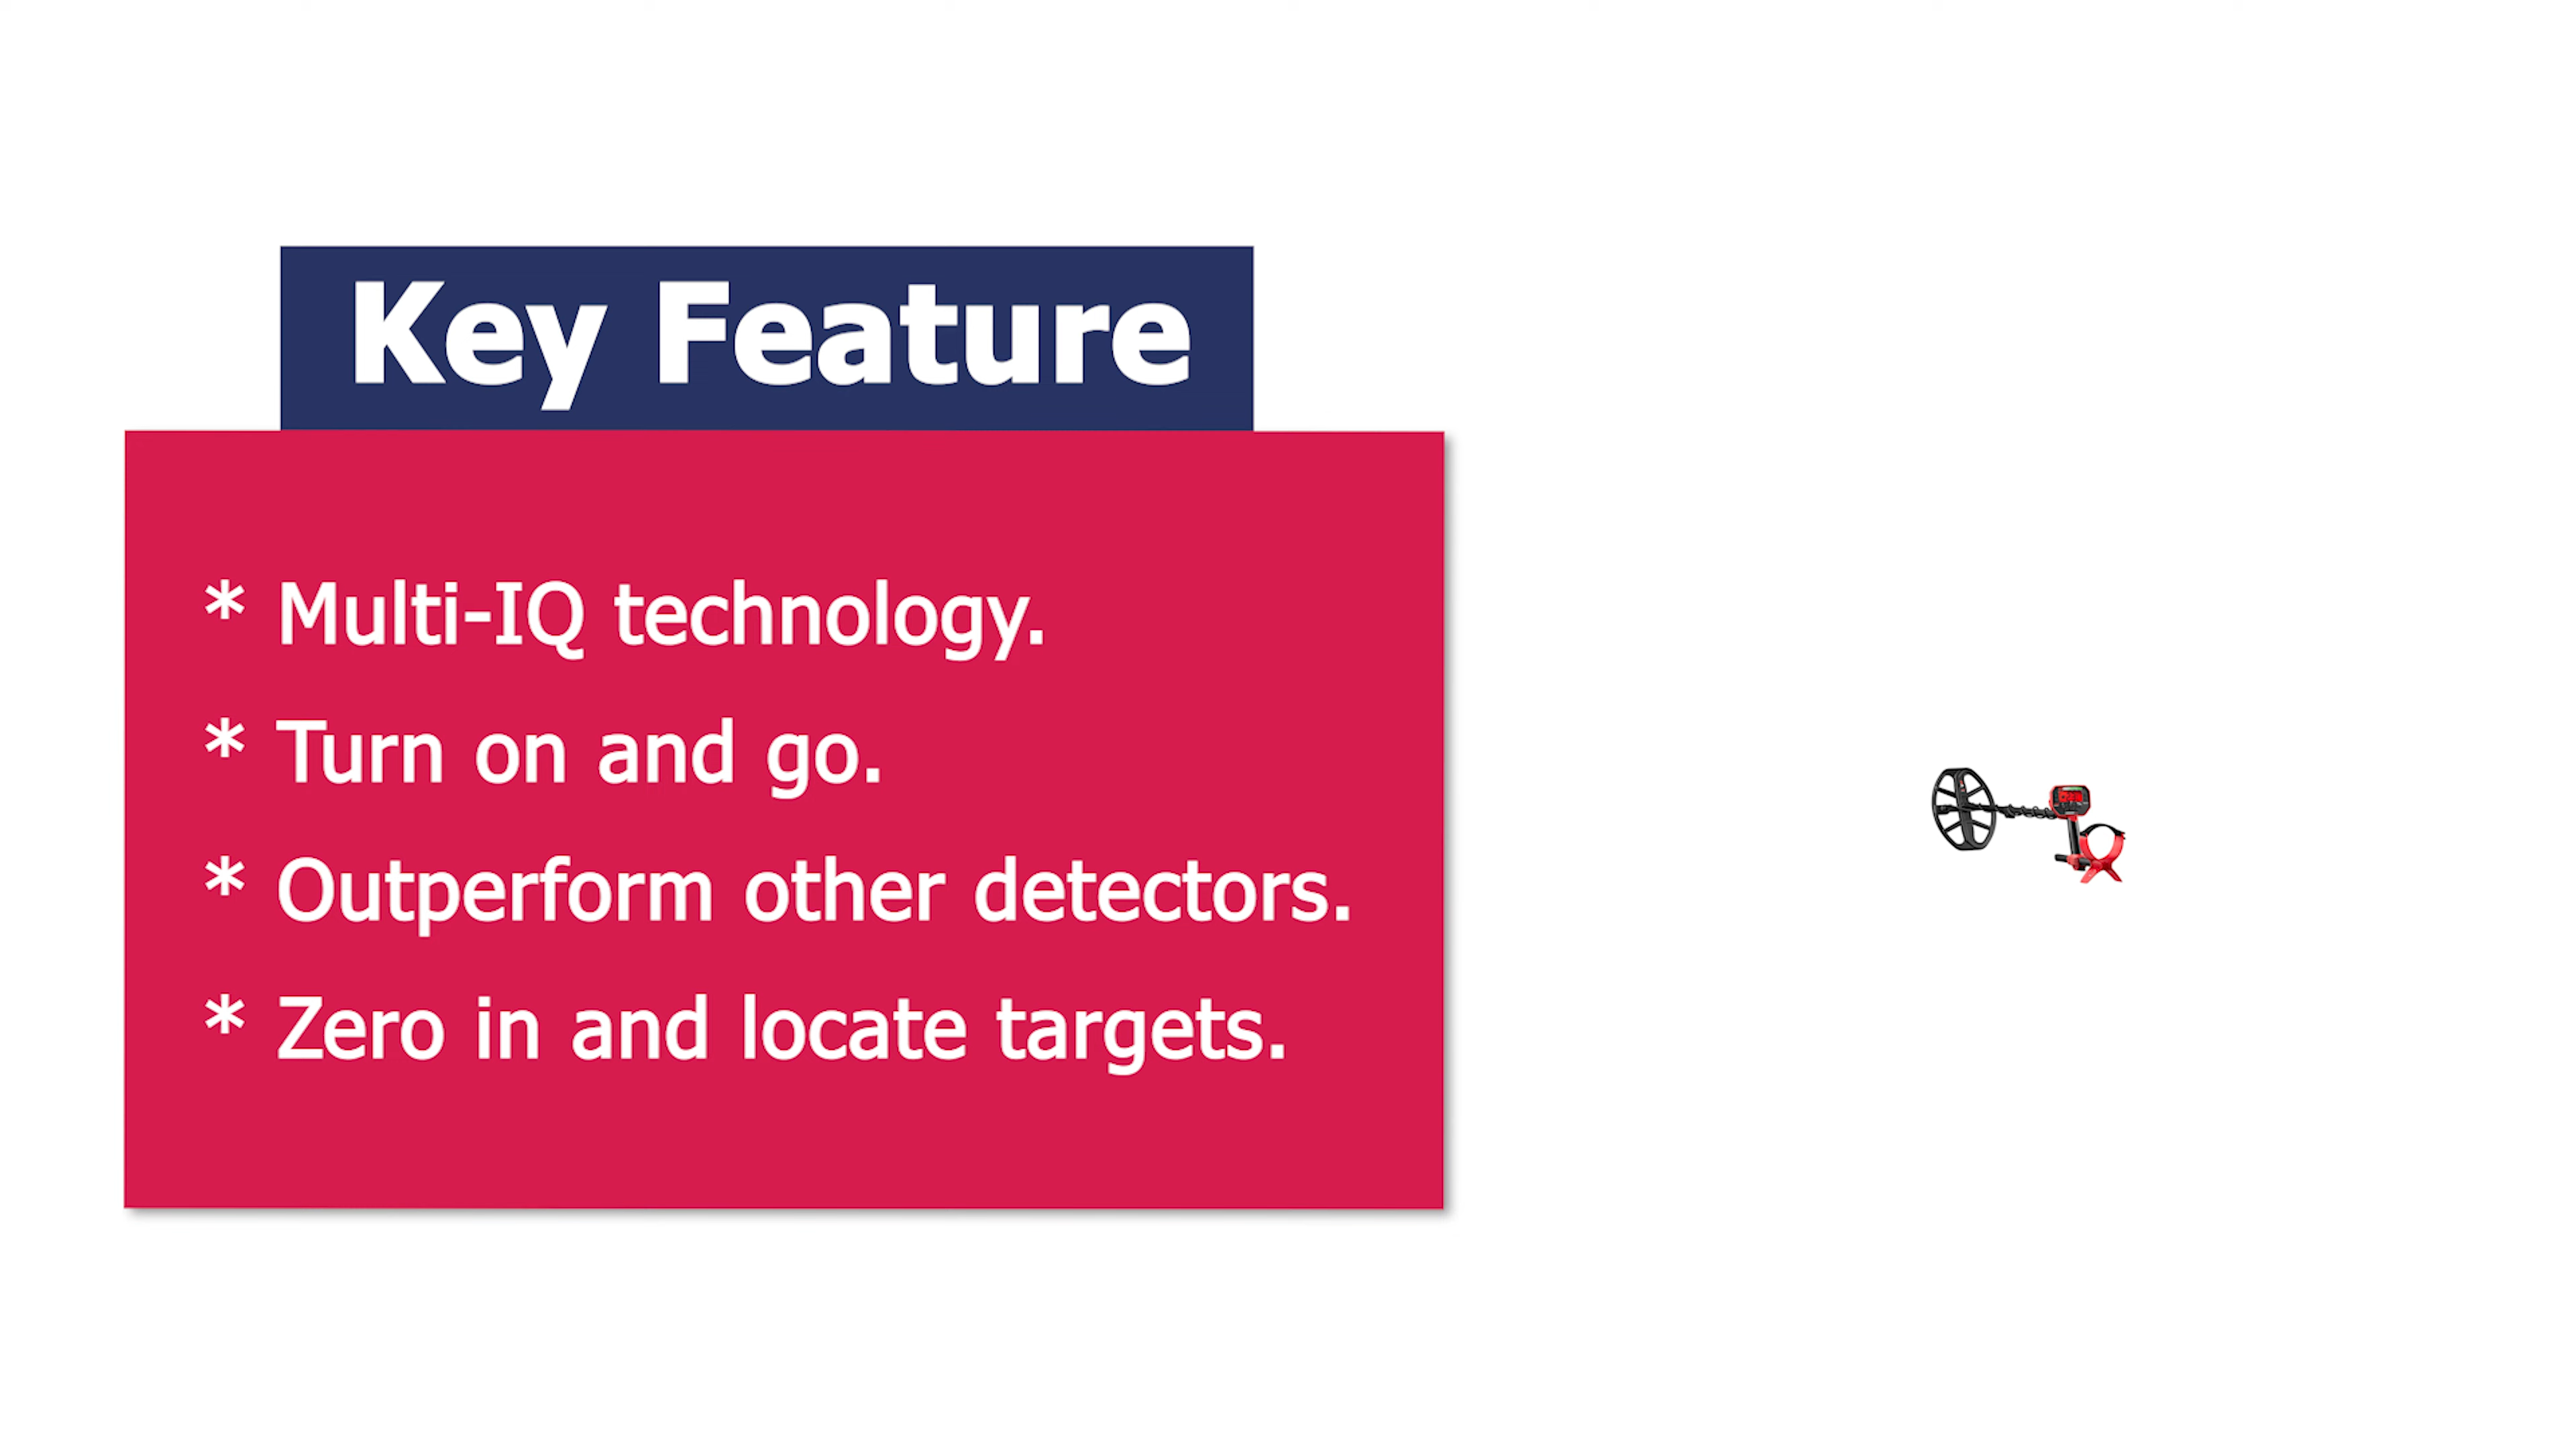 Key Feature
* Multi-IQ technology.
* Turn on and go.
* Outperform other detectors.
* Zero in and locate targets.